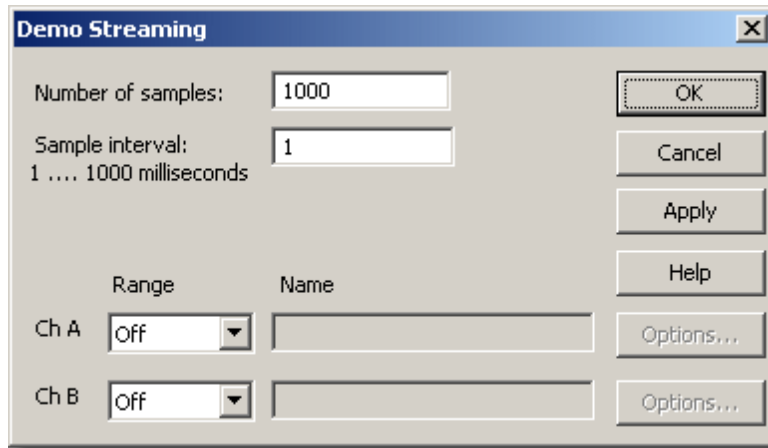 Demo Streaming
Number of samples: 1000 OK
Sample interval: 1 Cancel
1 .... 1000 milliseconds
Apply
Help
Range Name
Ch A Off Options...
Ch B Off Options...